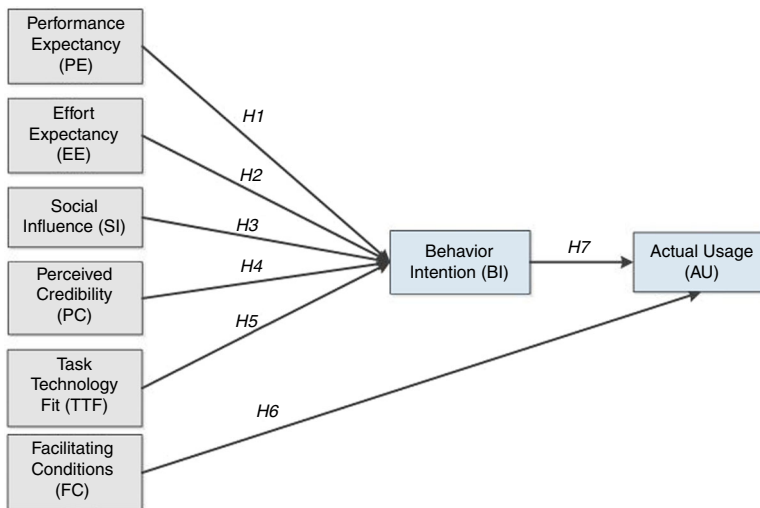 Performance
Expectancy
(PE)
H1
Effort
Expectancy
(EE)
H2
Social
Influence (SI)
H3
Perceived
Credibility
(PC)
H4
Task
Technology
Fit (TTF)
H5
Facilitating
Conditions
(FC)
H6
Behavior
Intention (BI)
H7
Actual Usage
(AU)